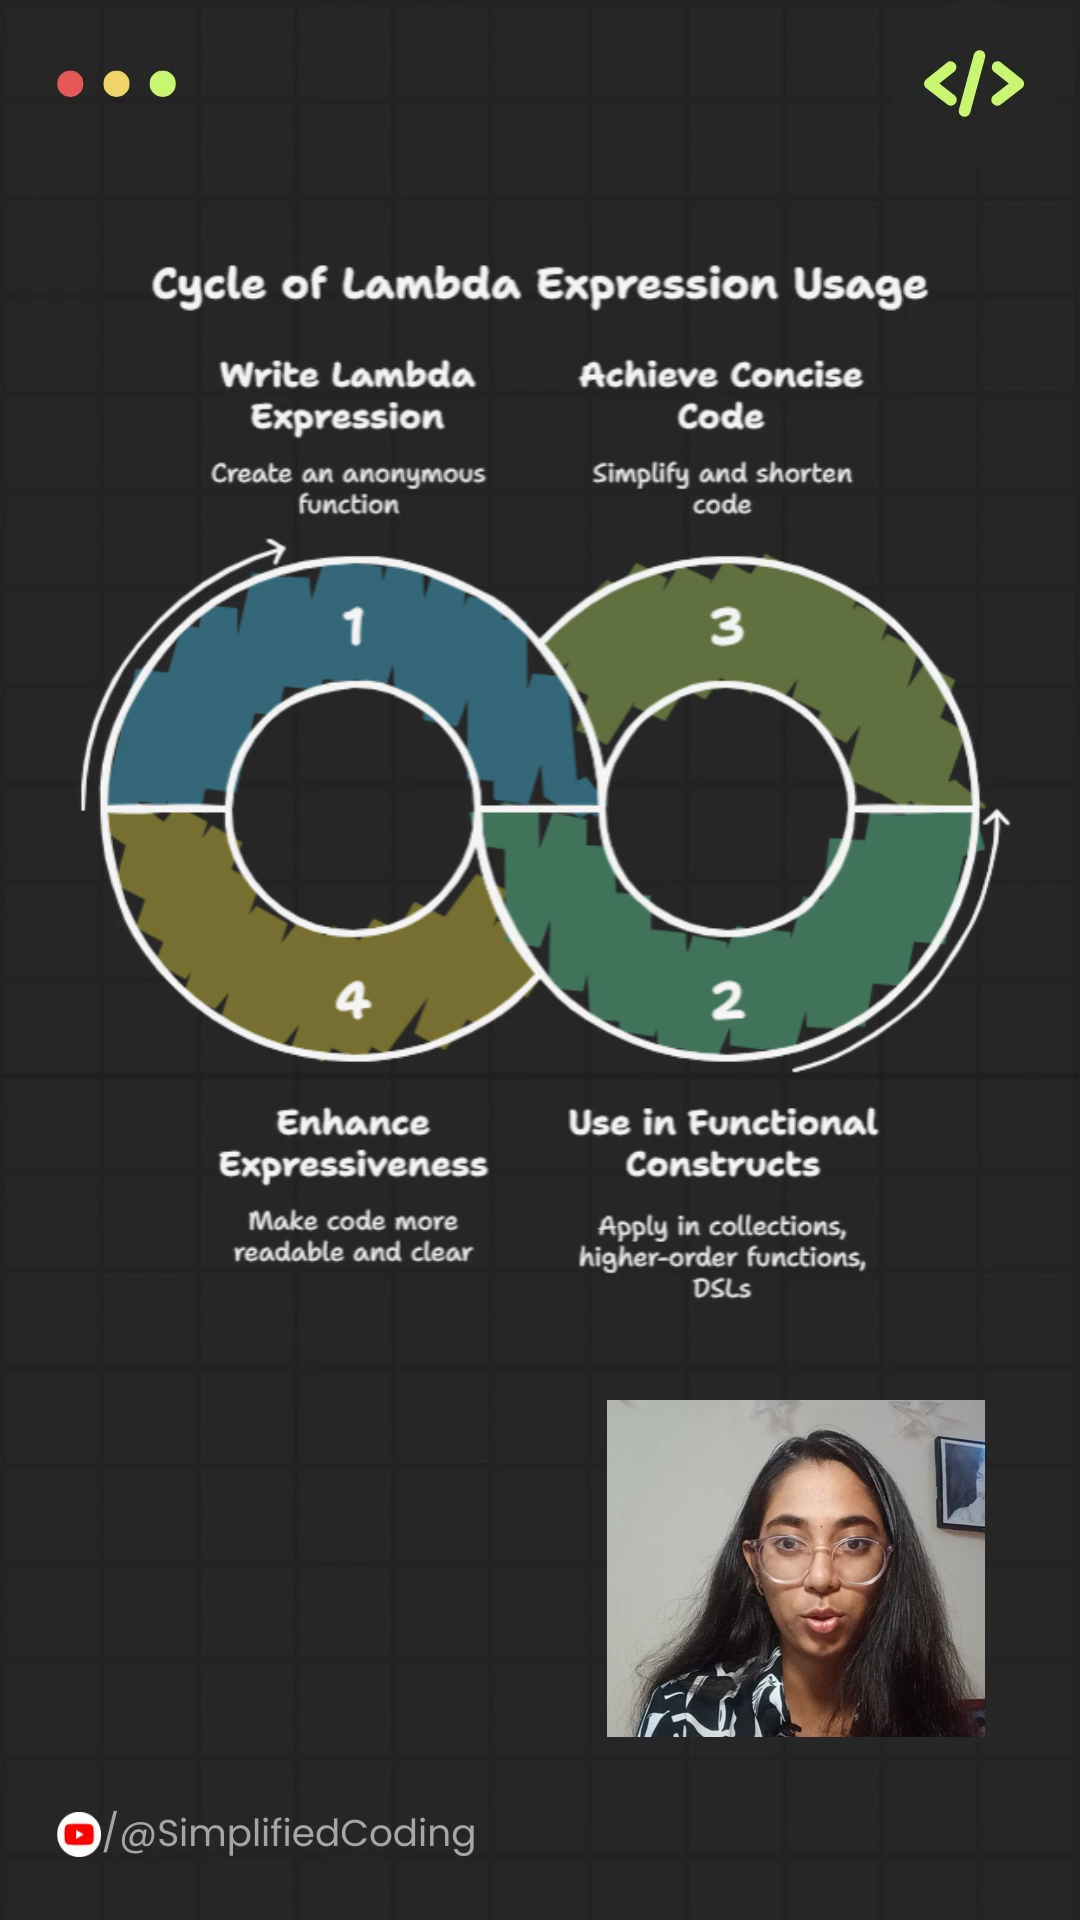 </>
Cycle of Lambda Expression Usage
Write Lambda
Expression
Create an anonymous
function
Achieve Concise
Code
Simplify and shorten
code
1
3
4
2
Enhance
Expressiveness
Make code more
readable and clear
Use in Functional
Constructs
Apply in collections,
higher-order functions,
DSLs
/@SimplifiedCoding